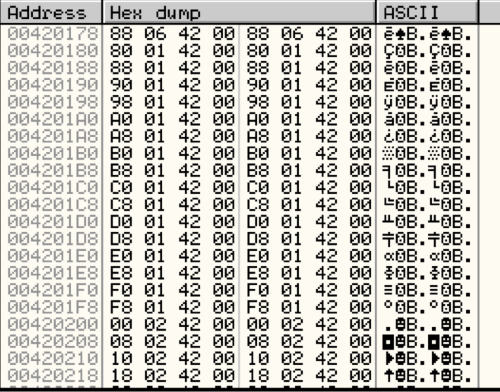 Address Hex dump ASCII
00420178 88 06 42 00 88 06 42 00 ê♠B.ê♠B.
00420180 80 01 42 00 80 01 42 00 Ç☺B.Ç☺B.
00420188 88 01 42 00 88 01 42 00 ê☺B.ê☺B.
00420190 90 01 42 00 90 01 42 00 É☺B.É☺B.
00420198 98 01 42 00 98 01 42 00 ÿ☺B.ÿ☺B.
004201A0 A0 01 42 00 A0 01 42 00 á☺B.á☺B.
004201A8 A8 01 42 00 A8 01 42 00 ¿☺B.¿☺B.
004201B0 B0 01 42 00 B0 01 42 00 ░☺B.░☺B.
004201B8 B8 01 42 00 B8 01 42 00 ╕☺B.╕☺B.
004201C0 C0 01 42 00 C0 01 42 00 └☺B.└☺B.
004201C8 C8 01 42 00 C8 01 42 00 ╚☺B.╚☺B.
004201D0 D0 01 42 00 D0 01 42 00 ╨☺B.╨☺B.
004201D8 D8 01 42 00 D8 01 42 00 ╪☺B.╪☺B.
004201E0 E0 01 42 00 E0 01 42 00 α☺B.α☺B.
004201E8 E8 01 42 00 E8 01 42 00 Φ☺B.Φ☺B.
004201F0 F0 01 42 00 F0 01 42 00 ≡☺B.≡☺B.
004201F8 F8 01 42 00 F8 01 42 00 °☺B.°☺B.
00420200 00 02 42 00 00 02 42 00 .☻B..☻B.
00420208 08 02 42 00 08 02 42 00 ◘☻B.◘☻B.
00420210 10 02 42 00 10 02 42 00 ►☻B.►☻B.
00420218 18 02 42 00 18 02 42 00 ↑☻B.↑☻B.